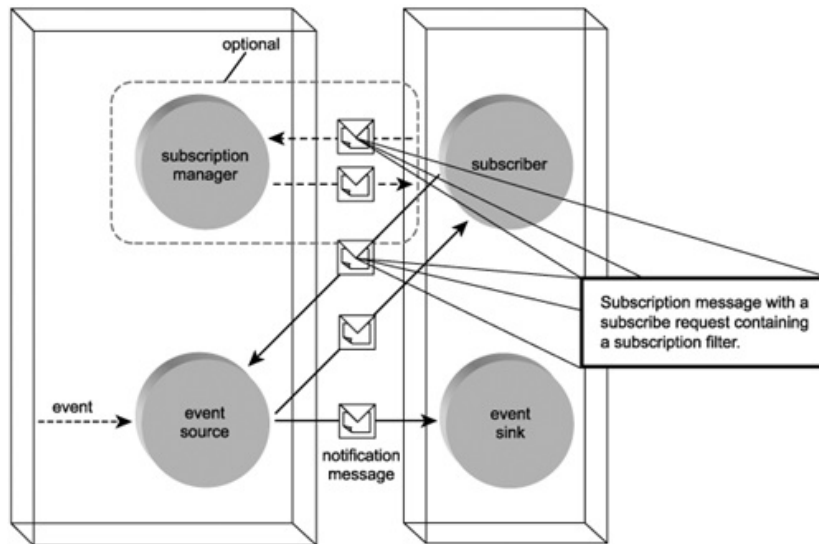 optional
subscription
manager
subscriber
Subscription message with a
subscribe request containing
a subscription filter.
event
event
source
event
sink
notification
message